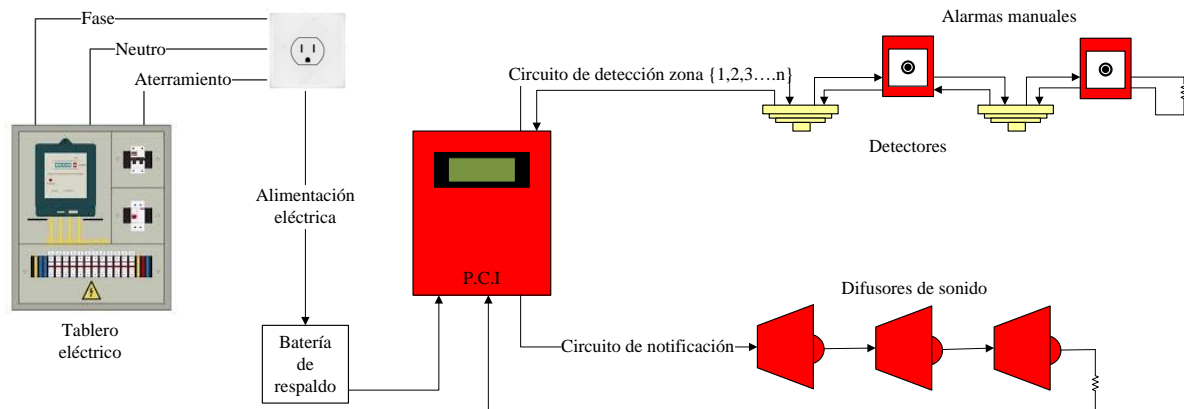 Fase
Neutro
Aterramiento
Alarmas manuales
Circuito de detección zona {1,2,3….n}
Detectores
Alimentación
eléctrica
P.C.I
Difusores de sonido
Tablero
eléctrico
Batería
de
respaldo
Circuito de notificación